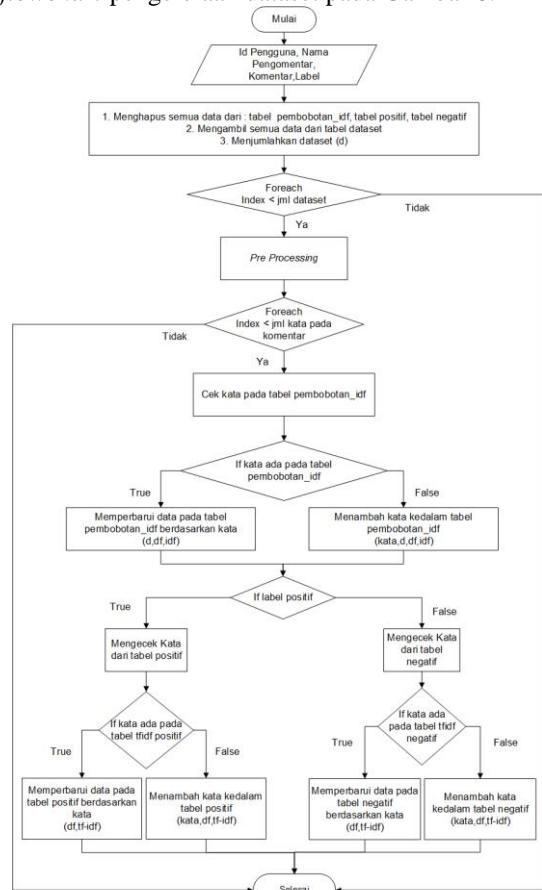 pengelolaan dataset pada Gambar
Mulai
Id Pengguna, Nama
Pengomentar,
Komentar,Label
1. Menghapus semua data dari : tabel pembobotan_idf, tabel positif, tabel negatif
2. Mengambil semua data dari tabel dataset
3. Menjumlahkan dataset (d)
Foreach
Index < jml dataset
Tidak
Ya
Pre Processing
Foreach
Index < jml kata pada
komentar
Tidak
Ya
Cek kata pada tabel pembobotan_idf
If kata ada pada tabel
pembobotan_idf
True
False
Memperbarui data pada tabel
pembobotan_idf berdasarkan kata
(d,df,idf)
Menambah kata kedalam tabel
pembobotan_idf
(kata,d,df,idf)
If label positif
True
False
Mengecek Kata
dari tabel positif
Mengecek Kata
dari tabel
negatif
If kata ada pada
tabel tfidf positif
If kata ada
pada tabel tfidf
negatif
True
False
True
False
Memperbarui data pada
tabel positif berdasarkan
kata
(df,tf-idf)
Menambah kata kedalam
tabel positif
(kata,df,tf-idf)
Memperbarui data pada
tabel negatif
berdasarkan kata
(df,tf-idf)
Menambah kata
kedalam tabel negatif
(kata,df,tf-idf)
Selesai